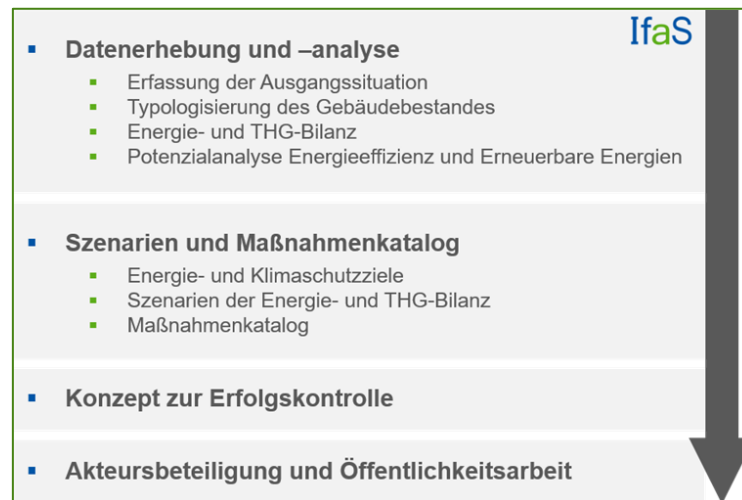 IfaS
▪ Datenerhebung und –analyse
▪ Erfassung der Ausgangssituation
▪ Typologisierung des Gebäudebestandes
▪ Energie- und THG-Bilanz
▪ Potenzialanalyse Energieeffizienz und Erneuerbare Energien
▪ Szenarien und Maßnahmenkatalog
▪ Energie- und Klimaschutzziele
▪ Szenarien der Energie- und THG-Bilanz
▪ Maßnahmenkatalog
▪ Konzept zur Erfolgskontrolle
▪ Akteursbeteiligung und Öffentlichkeitsarbeit